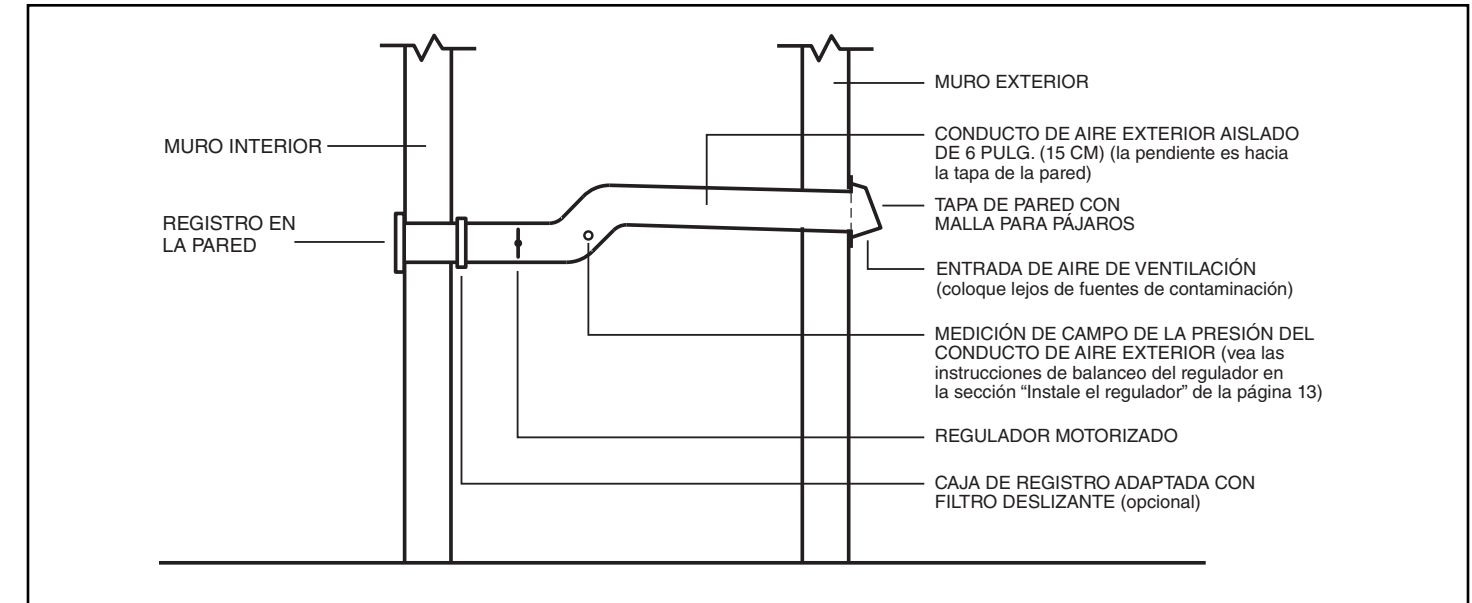 MURO INTERIOR
REGISTRO EN
LA PARED
MURO EXTERIOR
CONDUCTO DE AIRE EXTERIOR AISLADO
DE 6 PULG. (15 CM) (la pendiente es hacia
la tapa de la pared)
TAPA DE PARED CON
MALLA PARA PÁJAROS
ENTRADA DE AIRE DE VENTILACIÓN
(coloque lejos de fuentes de contaminación)
MEDICIÓN DE CAMPO DE LA PRESIÓN DEL
CONDUCTO DE AIRE EXTERIOR (vea las
instrucciones de balanceo del regulador en
la sección “Instale el regulador” de la página 13)
REGULADOR MOTORIZADO
CAJA DE REGISTRO ADAPTADA CON
FILTRO DESLIZANTE (opcional)